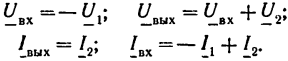 U̲вх = − U̲₁; U̲вых = U̲вх + U̲₂;
I̲вых = I̲₂; I̲вх = − I̲₁ + I̲₂.